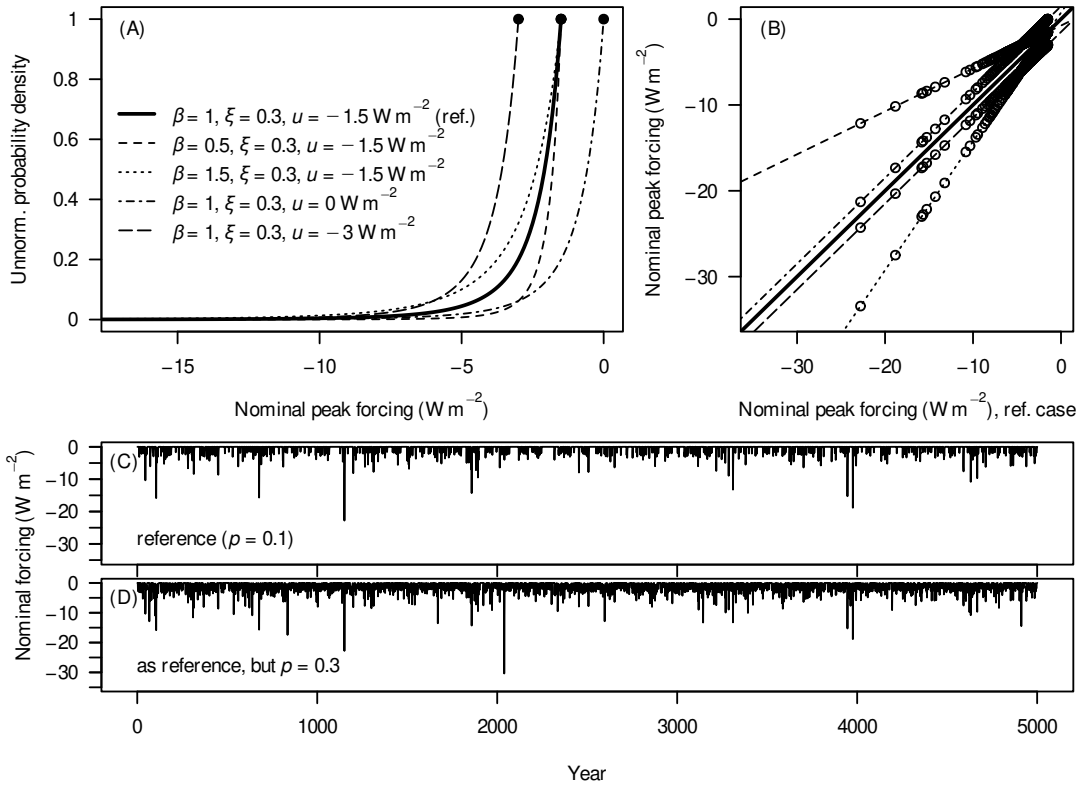 (A)
Unnorm. probability density
1
0.8
0.6
0.4
0.2
0
β = 1, ξ = 0.3, u = −1.5 W m⁻² (ref.)
β = 0.5, ξ = 0.3, u = −1.5 W m⁻²
β = 1.5, ξ = 0.3, u = −1.5 W m⁻²
β = 1, ξ = 0.3, u = 0 W m⁻²
β = 1, ξ = 0.3, u = −3 W m⁻²
−15 −10 −5 0
Nominal peak forcing (W m⁻²)
(B)
Nominal peak forcing (W m⁻²)
0
−10
−20
−30
−30 −10 0
Nominal peak forcing (W m⁻²), ref. case
Nominal forcing (W m⁻²)
(C)
0
−10
−20
−30
reference (p = 0.1)
(D)
0
−10
−20
−30
as reference, but p = 0.3
0 1000 2000 3000 4000 5000
Year